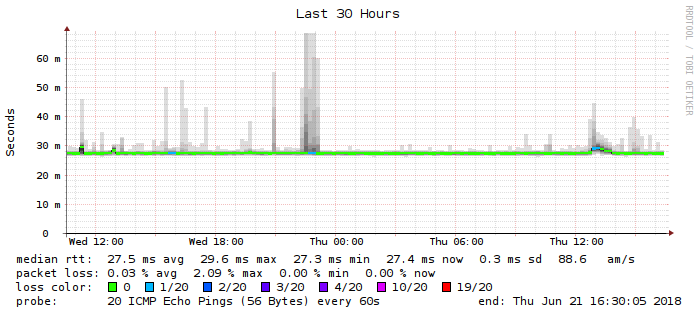 Last 30 Hours
RRDTOOL / TOBI OETIKER
Seconds
60 m
50 m
40 m
30 m
20 m
10 m
0
Wed 12:00 Wed 18:00 Thu 00:00 Thu 06:00 Thu 12:00
median rtt: 27.5 ms avg 29.6 ms max 27.3 ms min 27.4 ms now 0.3 ms sd 88.6 am/s
packet loss: 0.03 % avg 2.09 % max 0.00 % min 0.00 % now
loss color: 0 1/20 2/20 3/20 4/20 10/20 19/20
probe: 20 ICMP Echo Pings (56 Bytes) every 60s end: Thu Jun 21 16:30:05 2018